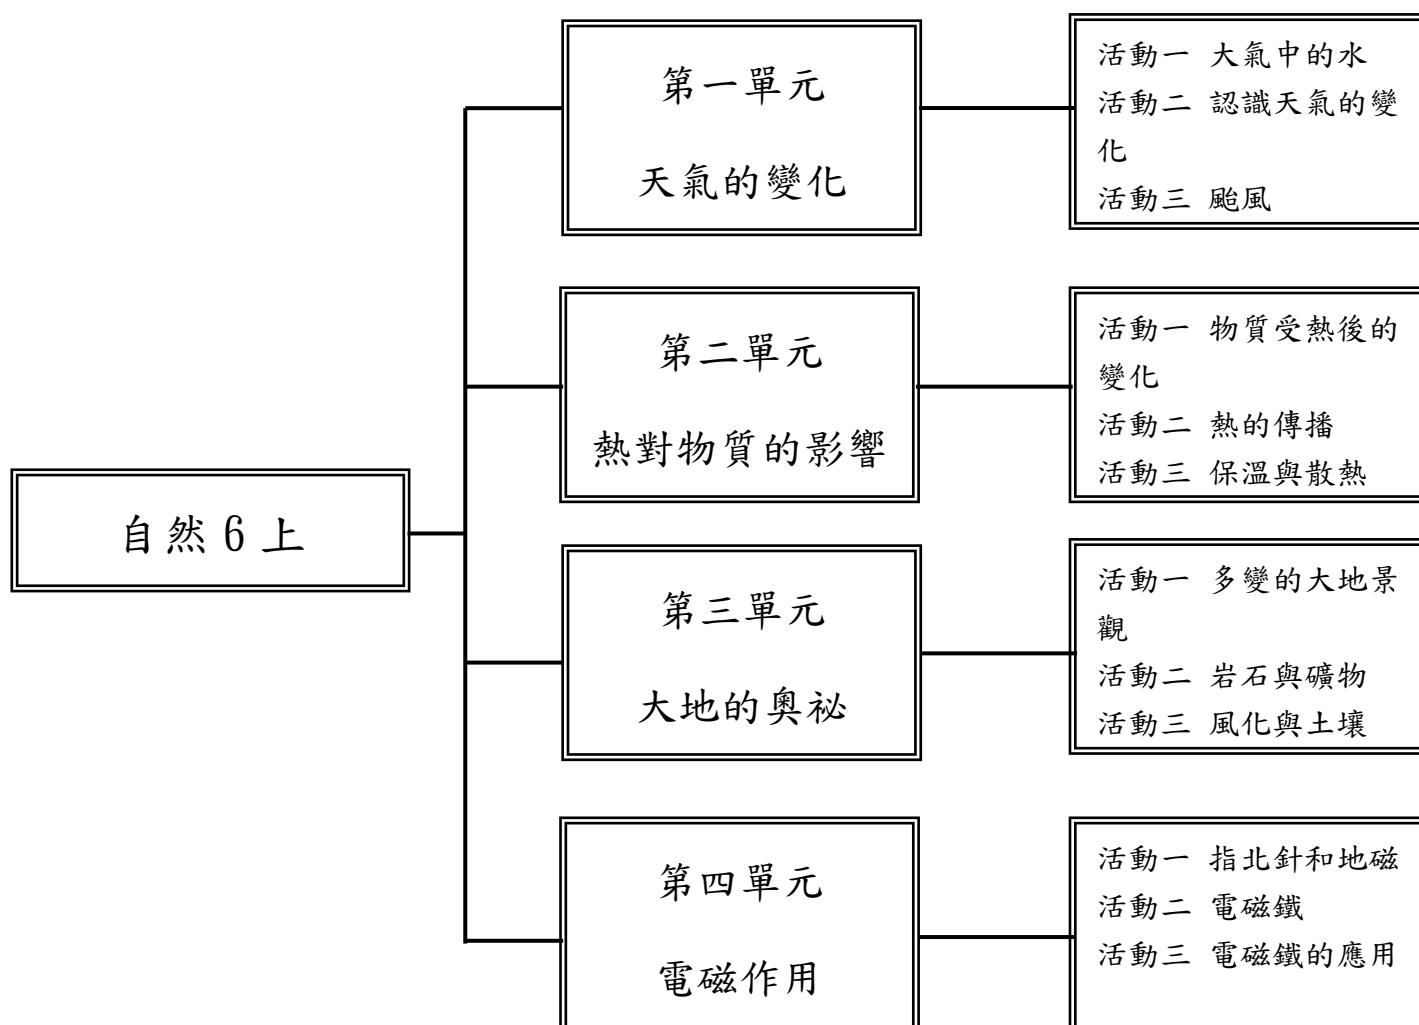 自然6上
第一單元
天氣的變化
活動一 大氣中的水
活動二 認識天氣的變
化
活動三 颱風
第二單元
熱對物質的影響
活動一 物質受熱後的
變化
活動二 熱的傳播
活動三 保溫與散熱
第三單元
大地的奧祕
活動一 多變的大地景
觀
活動二 岩石與礦物
活動三 風化與土壤
第四單元
電磁作用
活動一 指北針和地磁
活動二 電磁鐵
活動三 電磁鐵的應用